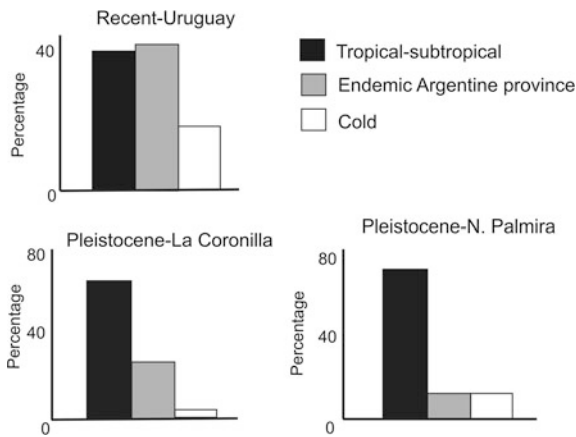 Recent-Uruguay
40
Percentage
0
Tropical-subtropical
Endemic Argentine province
Cold
Pleistocene-La Coronilla
80
40
Percentage
0
Pleistocene-N. Palmira
80
40
Percentage
0